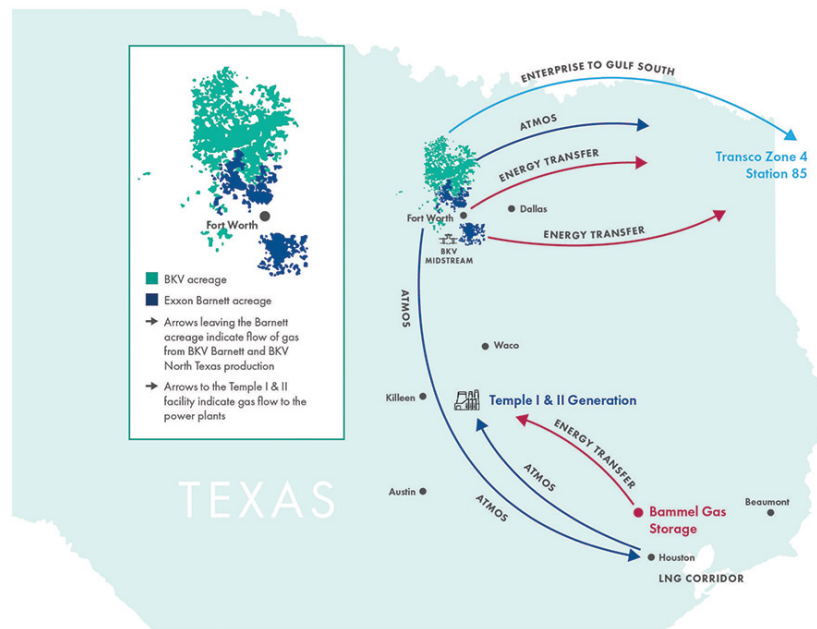 Fort Worth
BKV acreage
Exxon Barnett acreage
Arrows leaving the Barnett
acreage indicate flow of gas
from BKV Barnett and BKV
North Texas production
Arrows to the Temple I & II
facility indicate gas flow to the
power plants
ENTERPRISE TO GULF SOUTH
ATMOS
Transco Zone 4
Station 85
ENERGY TRANSFER
Dallas
Fort Worth
ENERGY TRANSFER
BKV
MIDSTREAM
ATMOS
Waco
Killeen
Temple I & II Generation
ENERGY TRANSFER
ATMOS
TEXAS
Austin
ATMOS
Bammel Gas
Storage
Beaumont
Houston
LNG CORRIDOR